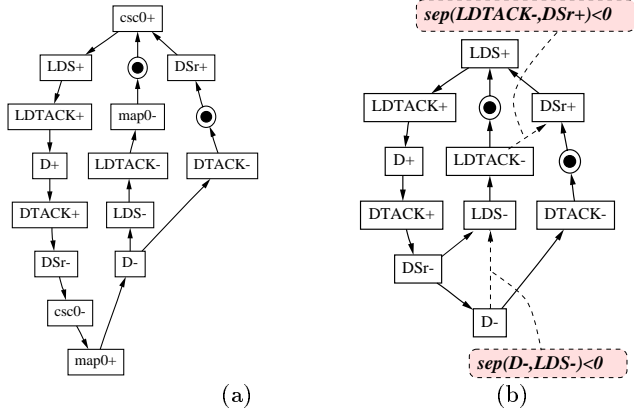 csc0+
LDS+
DSr+
LDTACK+
map0-
D+
LDTACK-
DTACK-
DTACK+
LDS-
DSr-
D-
csc0-
map0+
(a)
sep(LDTACK-,DSr+)<0
LDS+
LDTACK+
DSr+
D+
LDTACK-
DTACK+
LDS-
DTACK-
DSr-
D-
sep(D-,LDS-)<0
(b)